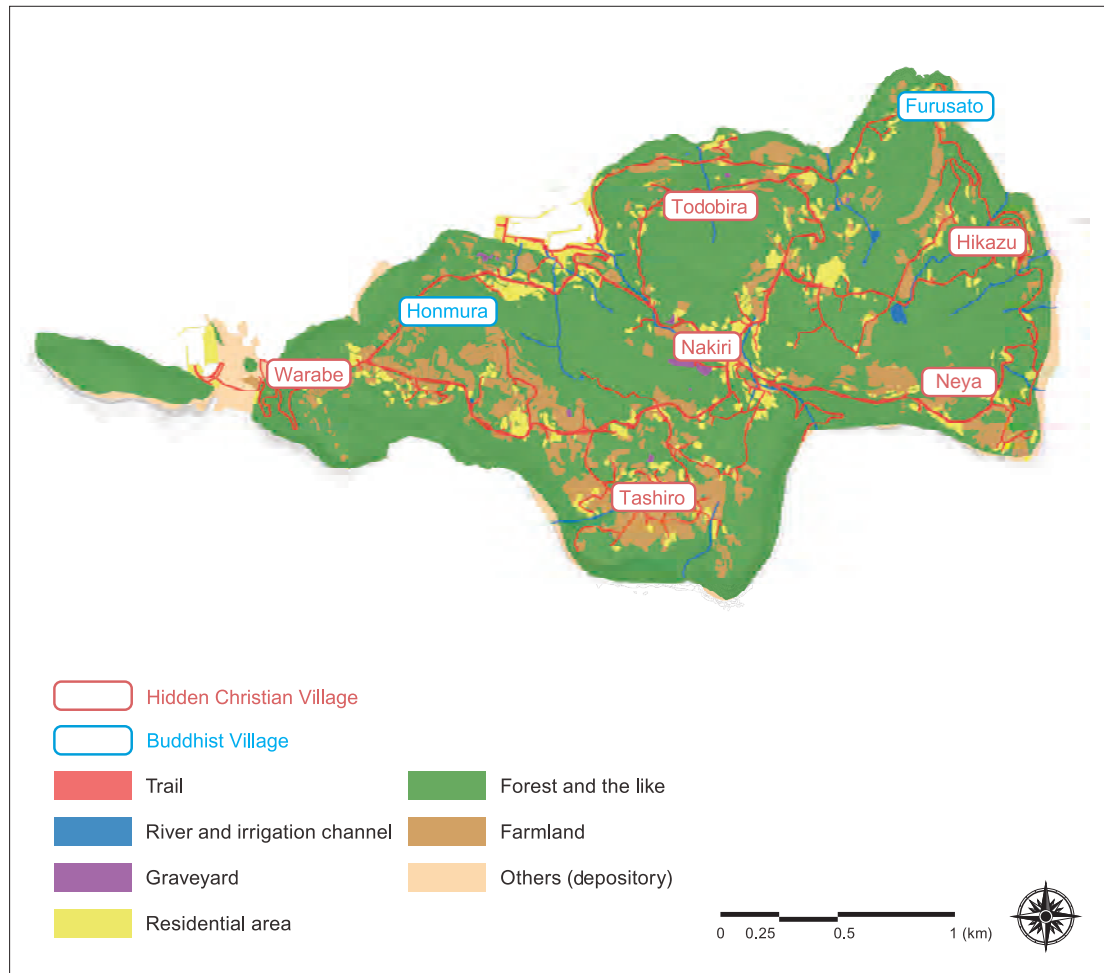 Furusato
Todobira
Hikazu
Honmura
Nakiri
Warabe
Neya
Tashiro
Hidden Christian Village
Buddhist Village
Trail
Forest and the like
River and irrigation channel
Farmland
Graveyard
Others (depository)
Residential area
0 0.25 0.5 1 (km)